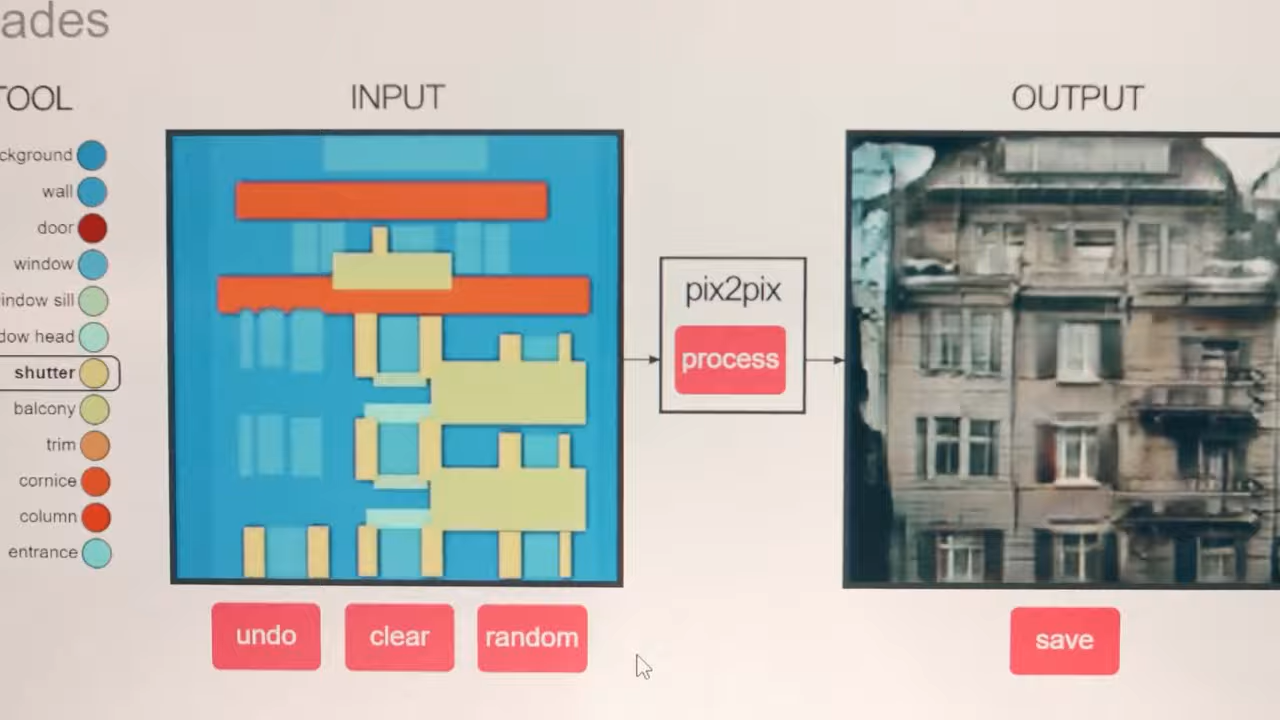 ades
TOOL
INPUT
OUTPUT
ckground
wall
door
window
indow sill
dow head
shutter
balcony
trim
cornice
column
entrance
pix2pix
process
undo
clear
random
save